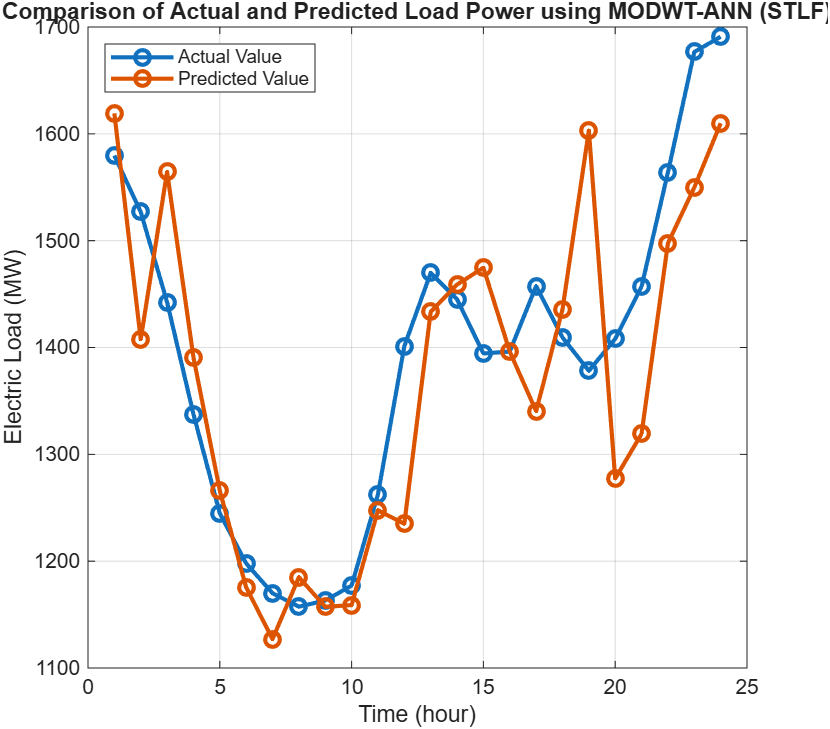 Comparison of Actual and Predicted Load Power using MODWT-ANN (STLF)
1700
Actual Value
Predicted Value
1600
1500
1400
1300
1200
1100
Electric Load (MW)
0 5 10 15 20 25
Time (hour)